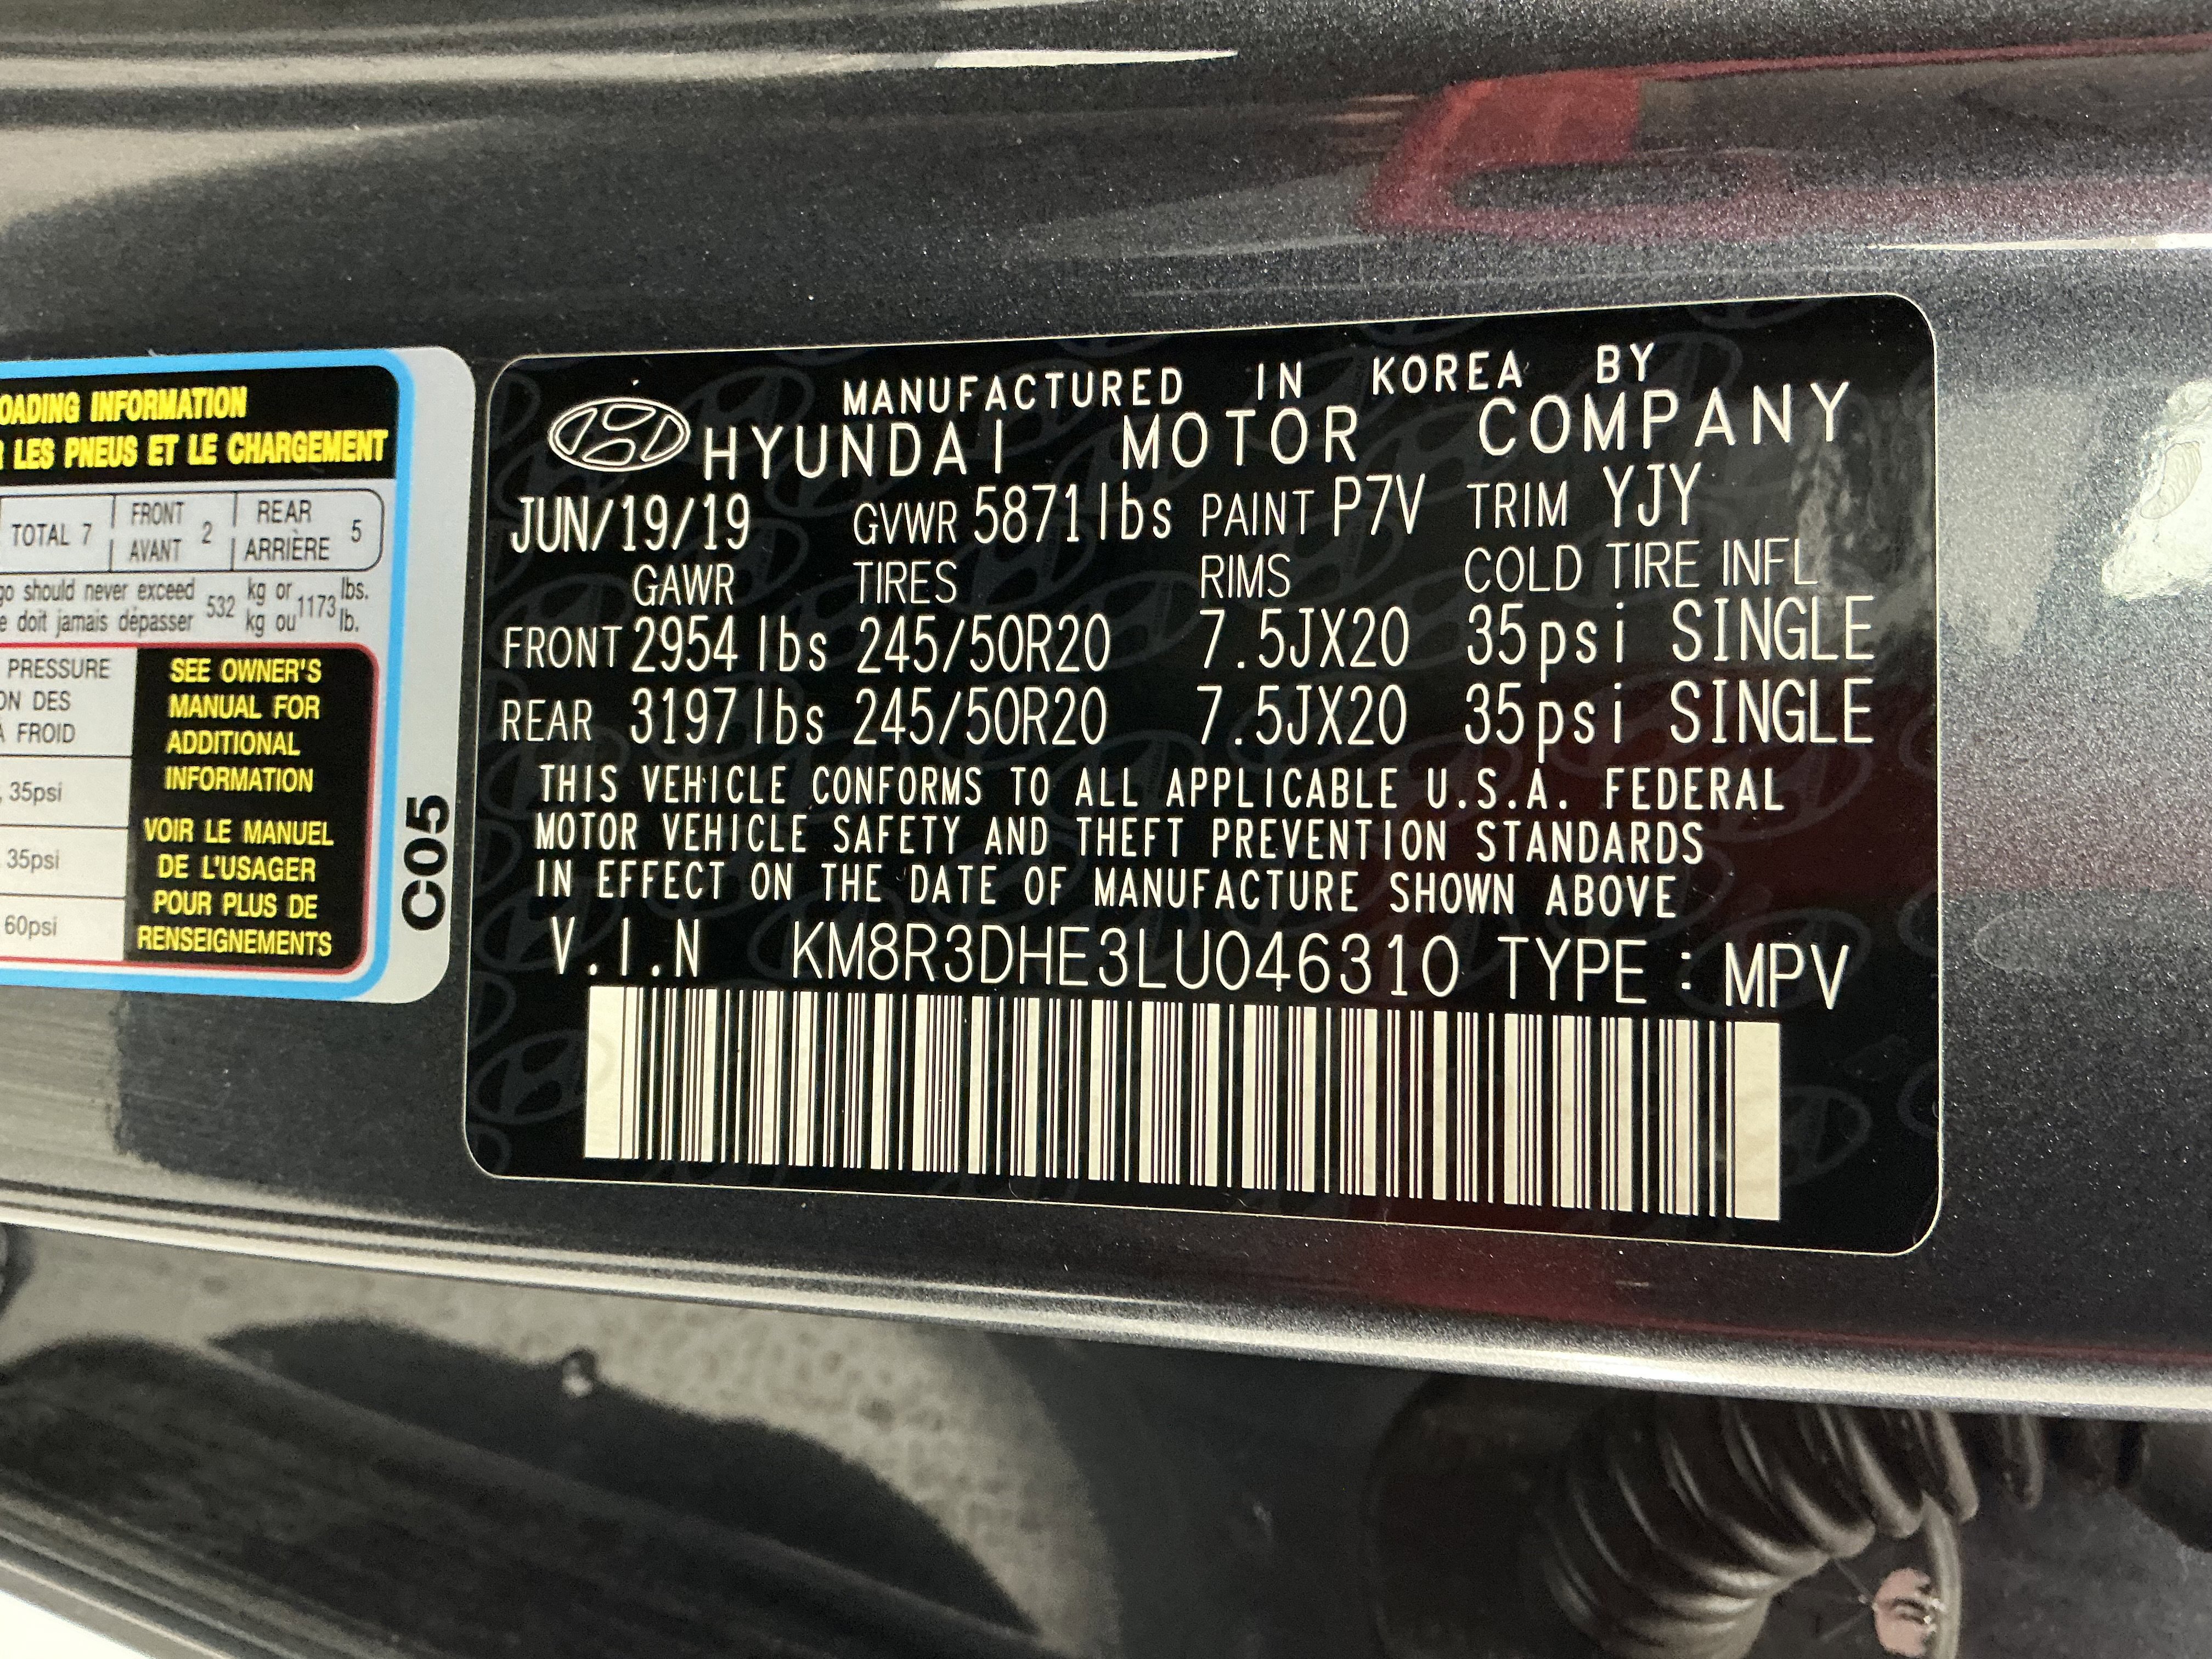 OADING INFORMATION
R LES PNEUS ET LE CHARGEMENT
TOTAL 7 FRONT AVANT 2 REAR ARRIÈRE 5
go should never exceed 532 kg or 1173 lbs.
e doit jamais dépasser kg ou lb.
PRESSURE
ON DES
À FROID
35psi
35psi
60psi
SEE OWNER'S
MANUAL FOR
ADDITIONAL
INFORMATION
VOIR LE MANUEL
DE L'USAGER
POUR PLUS DE
RENSEIGNEMENTS
C05
MANUFACTURED IN KOREA BY
HYUNDAI MOTOR COMPANY
JUN/19/19 GVWR 5871lbs PAINT P7V TRIM YJY
GAWR TIRES RIMS COLD TIRE INFL
FRONT 2954 lbs 245/50R20 7.5JX20 35psi SINGLE
REAR 3197 lbs 245/50R20 7.5JX20 35psi SINGLE
THIS VEHICLE CONFORMS TO ALL APPLICABLE U.S.A. FEDERAL
MOTOR VEHICLE SAFETY AND THEFT PREVENTION STANDARDS
IN EFFECT ON THE DATE OF MANUFACTURE SHOWN ABOVE
V.I.N KM8R3DHE3LU046310 TYPE : MPV